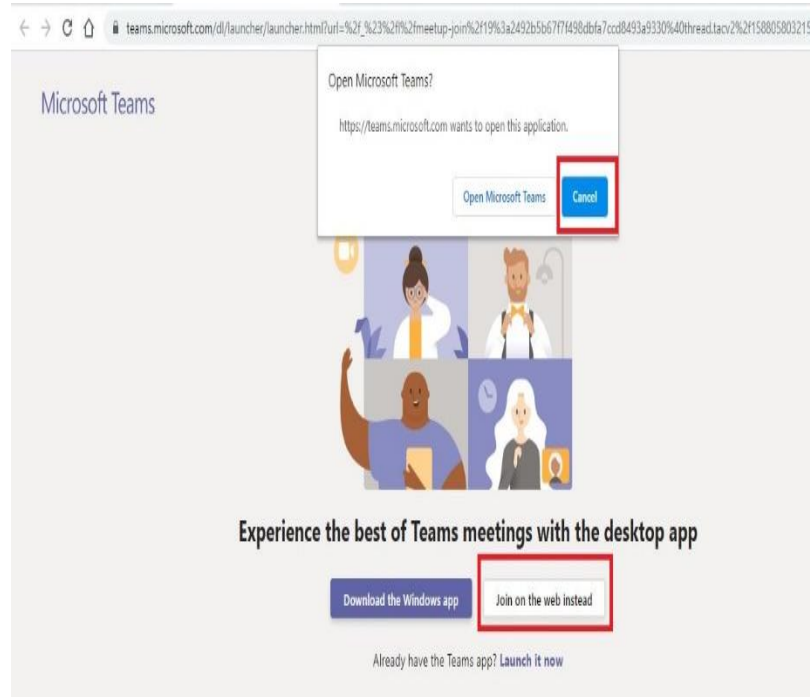 teams.microsoft.com/dl/launcher/launcher.html?url=%2f_%23%2fl%2fmeetup-join%2f19%3a2492b5b67f7f498dbfa7ccd8493a9330%40thread.tacv2%2f158805803215
Open Microsoft Teams?
Microsoft Teams
https://teams.microsoft.com wants to open this application.
Open Microsoft Teams Cancel
Experience the best of Teams meetings with the desktop app
Download the Windows app Join on the web instead
Already have the Teams app? Launch it now